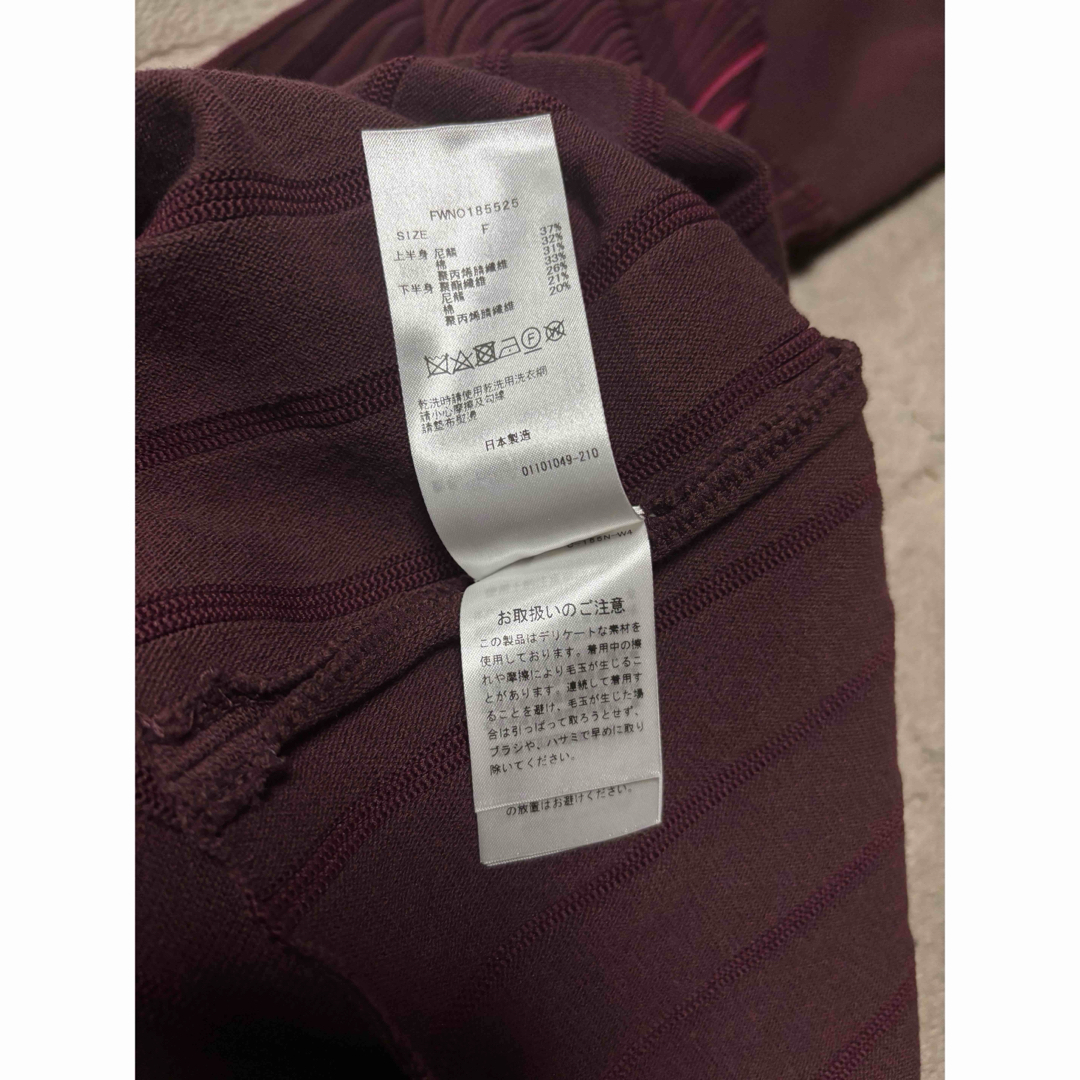 FWNO185525
SIZE F
上半身 尼龍 37%
棉 32%
聚丙烯腈纖維 31%
下半身 聚酯纖維 33%
尼龍 26%
棉 21%
聚丙烯腈纖維 20%
F W
乾洗時請使用乾洗用洗衣網
請小心摩擦及勾線
請墊布熨燙
日本製造
01101049-210
お取扱いのご注意
この製品はデリケートな素材を
使用しております。着用中の擦
れや摩擦により毛玉が生じるこ
とがあります。連続して着用す
ることを避け、毛玉が生じた場
合は引っぱって取ろうとせず、
ブラシや、ハサミで早めに取り
除いてください。
の放置はお避けください。